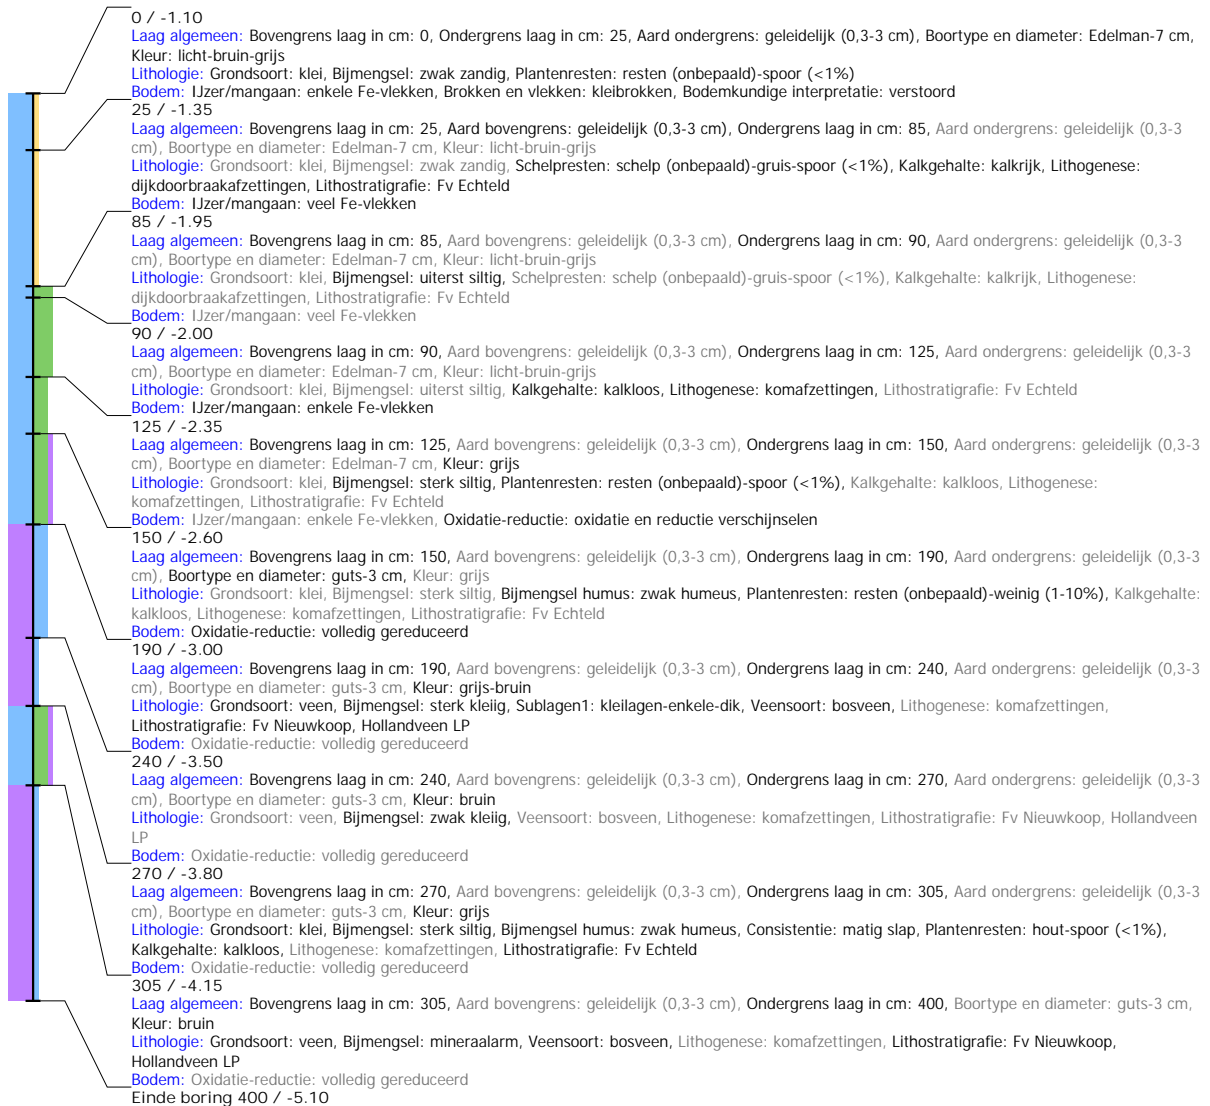 0 / -1.10
Laag algemeen: Bovengrens laag in cm: 0, Ondergrens laag in cm: 25, Aard ondergrens: geleidelijk (0,3-3 cm), Boortype en diameter: Edelman-7 cm,
Kleur: licht-bruin-grijs
Lithologie: Grondsoort: klei, Bijmengsel: zwak zandig, Plantenresten: resten (onbepaald)-spoor (<1%)
Bodem: IJzer/mangaan: enkele Fe-vlekken, Brokken en vlekken: kleibrokken, Bodemkundige interpretatie: verstoord
25 / -1.35
Laag algemeen: Bovengrens laag in cm: 25, Aard bovengrens: geleidelijk (0,3-3 cm), Ondergrens laag in cm: 85, Aard ondergrens: geleidelijk (0,3-3
cm), Boortype en diameter: Edelman-7 cm, Kleur: licht-bruin-grijs
Lithologie: Grondsoort: klei, Bijmengsel: zwak zandig, Schelpresten: schelp (onbepaald)-gruis-spoor (<1%), Kalkgehalte: kalkrijk, Lithogenese:
dijkdoorbraakafzettingen, Lithostratigrafie: Fv Echteld
Bodem: IJzer/mangaan: veel Fe-vlekken
85 / -1.95
Laag algemeen: Bovengrens laag in cm: 85, Aard bovengrens: geleidelijk (0,3-3 cm), Ondergrens laag in cm: 90, Aard ondergrens: geleidelijk (0,3-3
cm), Boortype en diameter: Edelman-7 cm, Kleur: licht-bruin-grijs
Lithologie: Grondsoort: klei, Bijmengsel: uiterst siltig, Schelpresten: schelp (onbepaald)-gruis-spoor (<1%), Kalkgehalte: kalkrijk, Lithogenese:
dijkdoorbraakafzettingen, Lithostratigrafie: Fv Echteld
Bodem: IJzer/mangaan: veel Fe-vlekken
90 / -2.00
Laag algemeen: Bovengrens laag in cm: 90, Aard bovengrens: geleidelijk (0,3-3 cm), Ondergrens laag in cm: 125, Aard ondergrens: geleidelijk (0,3-3
cm), Boortype en diameter: Edelman-7 cm, Kleur: licht-bruin-grijs
Lithologie: Grondsoort: klei, Bijmengsel: uiterst siltig, Kalkgehalte: kalkloos, Lithogenese: komafzettingen, Lithostratigrafie: Fv Echteld
Bodem: IJzer/mangaan: enkele Fe-vlekken
125 / -2.35
Laag algemeen: Bovengrens laag in cm: 125, Aard bovengrens: geleidelijk (0,3-3 cm), Ondergrens laag in cm: 150, Aard ondergrens: geleidelijk (0,3-3
cm), Boortype en diameter: Edelman-7 cm, Kleur: grijs
Lithologie: Grondsoort: klei, Bijmengsel: sterk siltig, Plantenresten: resten (onbepaald)-spoor (<1%), Kalkgehalte: kalkloos, Lithogenese:
komafzettingen, Lithostratigrafie: Fv Echteld
Bodem: IJzer/mangaan: enkele Fe-vlekken, Oxidatie-reductie: oxidatie en reductie verschijnselen
150 / -2.60
Laag algemeen: Bovengrens laag in cm: 150, Aard bovengrens: geleidelijk (0,3-3 cm), Ondergrens laag in cm: 190, Aard ondergrens: geleidelijk (0,3-3
cm), Boortype en diameter: guts-3 cm, Kleur: grijs
Lithologie: Grondsoort: klei, Bijmengsel: sterk siltig, Bijmengsel humus: zwak humeus, Plantenresten: resten (onbepaald)-weinig (1-10%), Kalkgehalte:
kalkloos, Lithogenese: komafzettingen, Lithostratigrafie: Fv Echteld
Bodem: Oxidatie-reductie: volledig gereduceerd
190 / -3.00
Laag algemeen: Bovengrens laag in cm: 190, Aard bovengrens: geleidelijk (0,3-3 cm), Ondergrens laag in cm: 240, Aard ondergrens: geleidelijk (0,3-3
cm), Boortype en diameter: guts-3 cm, Kleur: grijs-bruin
Lithologie: Grondsoort: veen, Bijmengsel: sterk kleiig, Sublagen1: kleilagen-enkele-dik, Veensoort: bosveen, Lithogenese: komafzettingen,
Lithostratigrafie: Fv Nieuwkoop, Hollandveen LP
Bodem: Oxidatie-reductie: volledig gereduceerd
240 / -3.50
Laag algemeen: Bovengrens laag in cm: 240, Aard bovengrens: geleidelijk (0,3-3 cm), Ondergrens laag in cm: 270, Aard ondergrens: geleidelijk (0,3-3
cm), Boortype en diameter: guts-3 cm, Kleur: bruin
Lithologie: Grondsoort: veen, Bijmengsel: zwak kleiig, Veensoort: bosveen, Lithogenese: komafzettingen, Lithostratigrafie: Fv Nieuwkoop, Hollandveen
LP
Bodem: Oxidatie-reductie: volledig gereduceerd
270 / -3.80
Laag algemeen: Bovengrens laag in cm: 270, Aard bovengrens: geleidelijk (0,3-3 cm), Ondergrens laag in cm: 305, Aard ondergrens: geleidelijk (0,3-3
cm), Boortype en diameter: guts-3 cm, Kleur: grijs
Lithologie: Grondsoort: klei, Bijmengsel: sterk siltig, Bijmengsel humus: zwak humeus, Consistentie: matig slap, Plantenresten: hout-spoor (<1%),
Kalkgehalte: kalkloos, Lithogenese: komafzettingen, Lithostratigrafie: Fv Echteld
Bodem: Oxidatie-reductie: volledig gereduceerd
305 / -4.15
Laag algemeen: Bovengrens laag in cm: 305, Aard bovengrens: geleidelijk (0,3-3 cm), Ondergrens laag in cm: 400, Boortype en diameter: guts-3 cm,
Kleur: bruin
Lithologie: Grondsoort: veen, Bijmengsel: mineraalarm, Veensoort: bosveen, Lithogenese: komafzettingen, Lithostratigrafie: Fv Nieuwkoop,
Hollandveen LP
Bodem: Oxidatie-reductie: volledig gereduceerd
Einde boring 400 / -5.10